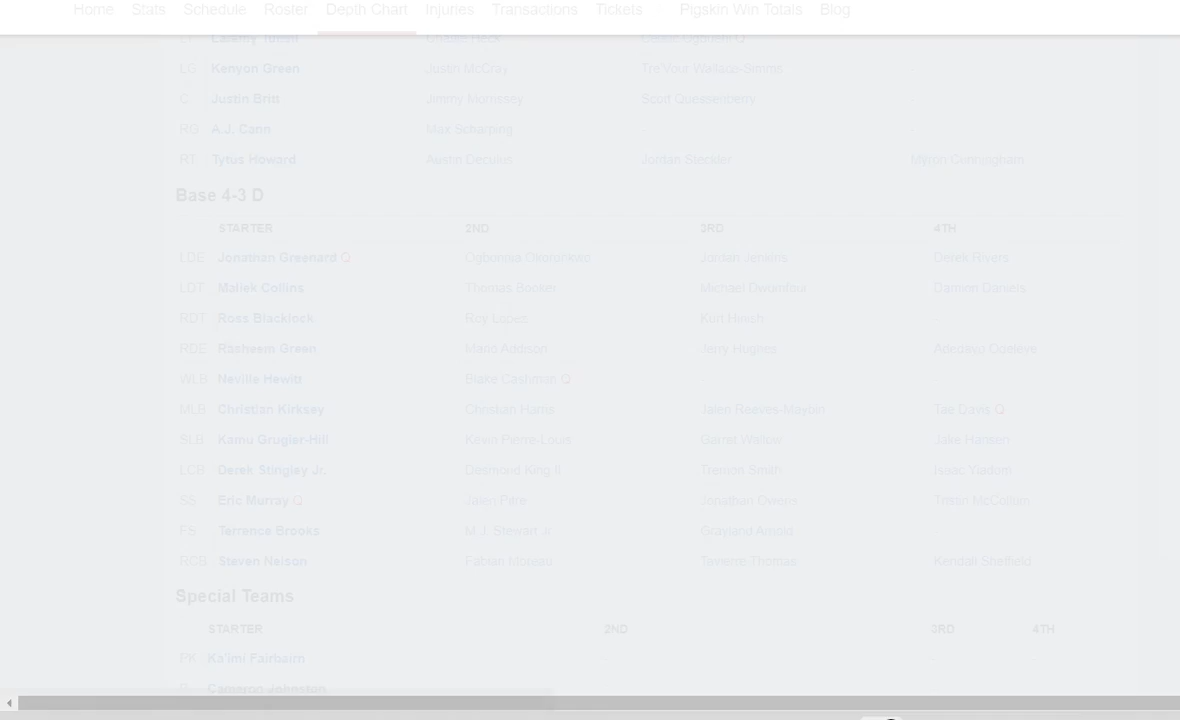 Home Stats Schedule Roster Depth Chart Injuries Transactions Tickets Pigskin Win Totals Blog
Laremy Tunsil Charlie Heck Q
LG Kenyon Green Justin McCray Tre'Vour Wallace-Simms
C Justin Britt Jimmy Morrissey Scott Quessenberry
RG A.J. Cann Max Scharping
RT Tytus Howard Austin Deculus Jordan Steckler Myron Cunningham
Base 4-3 D
STARTER 2ND 3RD 4TH
LDE Jonathan Greenard Q Ogbonnia Okoronkwo Jordan Jenkins Derek Rivers
LDT Maliek Collins Thomas Booker Michael Dwumfour Damion Daniels
RDT Ross Blacklock Roy Lopez Kurt Hinish
RDE Rasheem Green Mario Addison Jerry Hughes Adedayo Odeleye
WLB Neville Hewitt Blake Cashman Q
MLB Christian Kirksey Christian Harris Jalen Reeves-Maybin Tae Davis Q
SLB Kamu Grugier-Hill Kevin Pierre-Louis Garret Wallow Jake Hansen
LCB Derek Stingley Jr. Desmond King II Tremon Smith Isaac Yiadom
SS Eric Murray Q Jalen Pitre Jonathan Owens Tristin McCollum
FS Terrence Brooks M.J. Stewart Jr. Grayland Arnold
RCB Steven Nelson Fabian Moreau Tavierre Thomas Kendall Sheffield
Special Teams
STARTER 2ND 3RD 4TH
PK Ka'imi Fairbairn
P Cameron Johnston